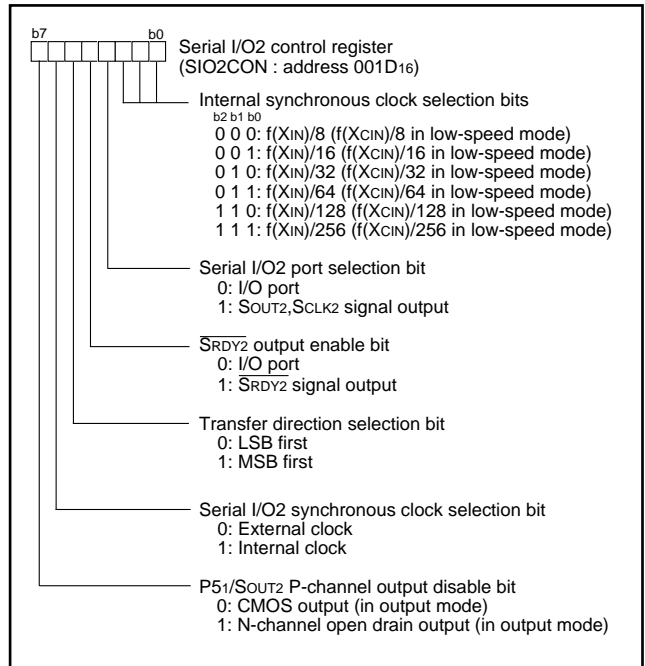 b7 b0
Serial I/O2 control register
(SIO2CON : address 001D16)
Internal synchronous clock selection bits
b2 b1 b0
0 0 0: f(XIN)/8 (f(XCIN)/8 in low-speed mode)
0 0 1: f(XIN)/16 (f(XCIN)/16 in low-speed mode)
0 1 0: f(XIN)/32 (f(XCIN)/32 in low-speed mode)
0 1 1: f(XIN)/64 (f(XCIN)/64 in low-speed mode)
1 1 0: f(XIN)/128 (f(XCIN)/128 in low-speed mode)
1 1 1: f(XIN)/256 (f(XCIN)/256 in low-speed mode)
Serial I/O2 port selection bit
0: I/O port
1: SOUT2,SCLK2 signal output
SRDY2 output enable bit
0: I/O port
1: SRDY2 signal output
Transfer direction selection bit
0: LSB first
1: MSB first
Serial I/O2 synchronous clock selection bit
0: External clock
1: Internal clock
P51/SOUT2 P-channel output disable bit
0: CMOS output (in output mode)
1: N-channel open drain output (in output mode)